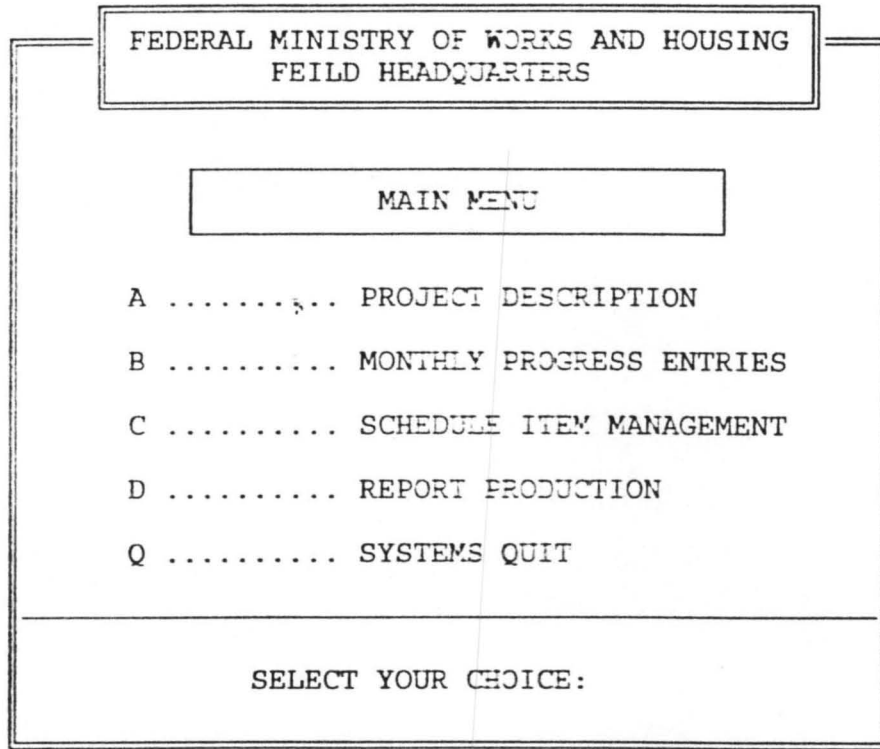 FEDERAL MINISTRY OF WORKS AND HOUSING
FEILD HEADQUARTERS
MAIN MENU
A .......... PROJECT DESCRIPTION
B .......... MONTHLY PROGRESS ENTRIES
C .......... SCHEDULE ITEM MANAGEMENT
D .......... REPORT PRODUCTION
Q .......... SYSTEMS QUIT
SELECT YOUR CHOICE: